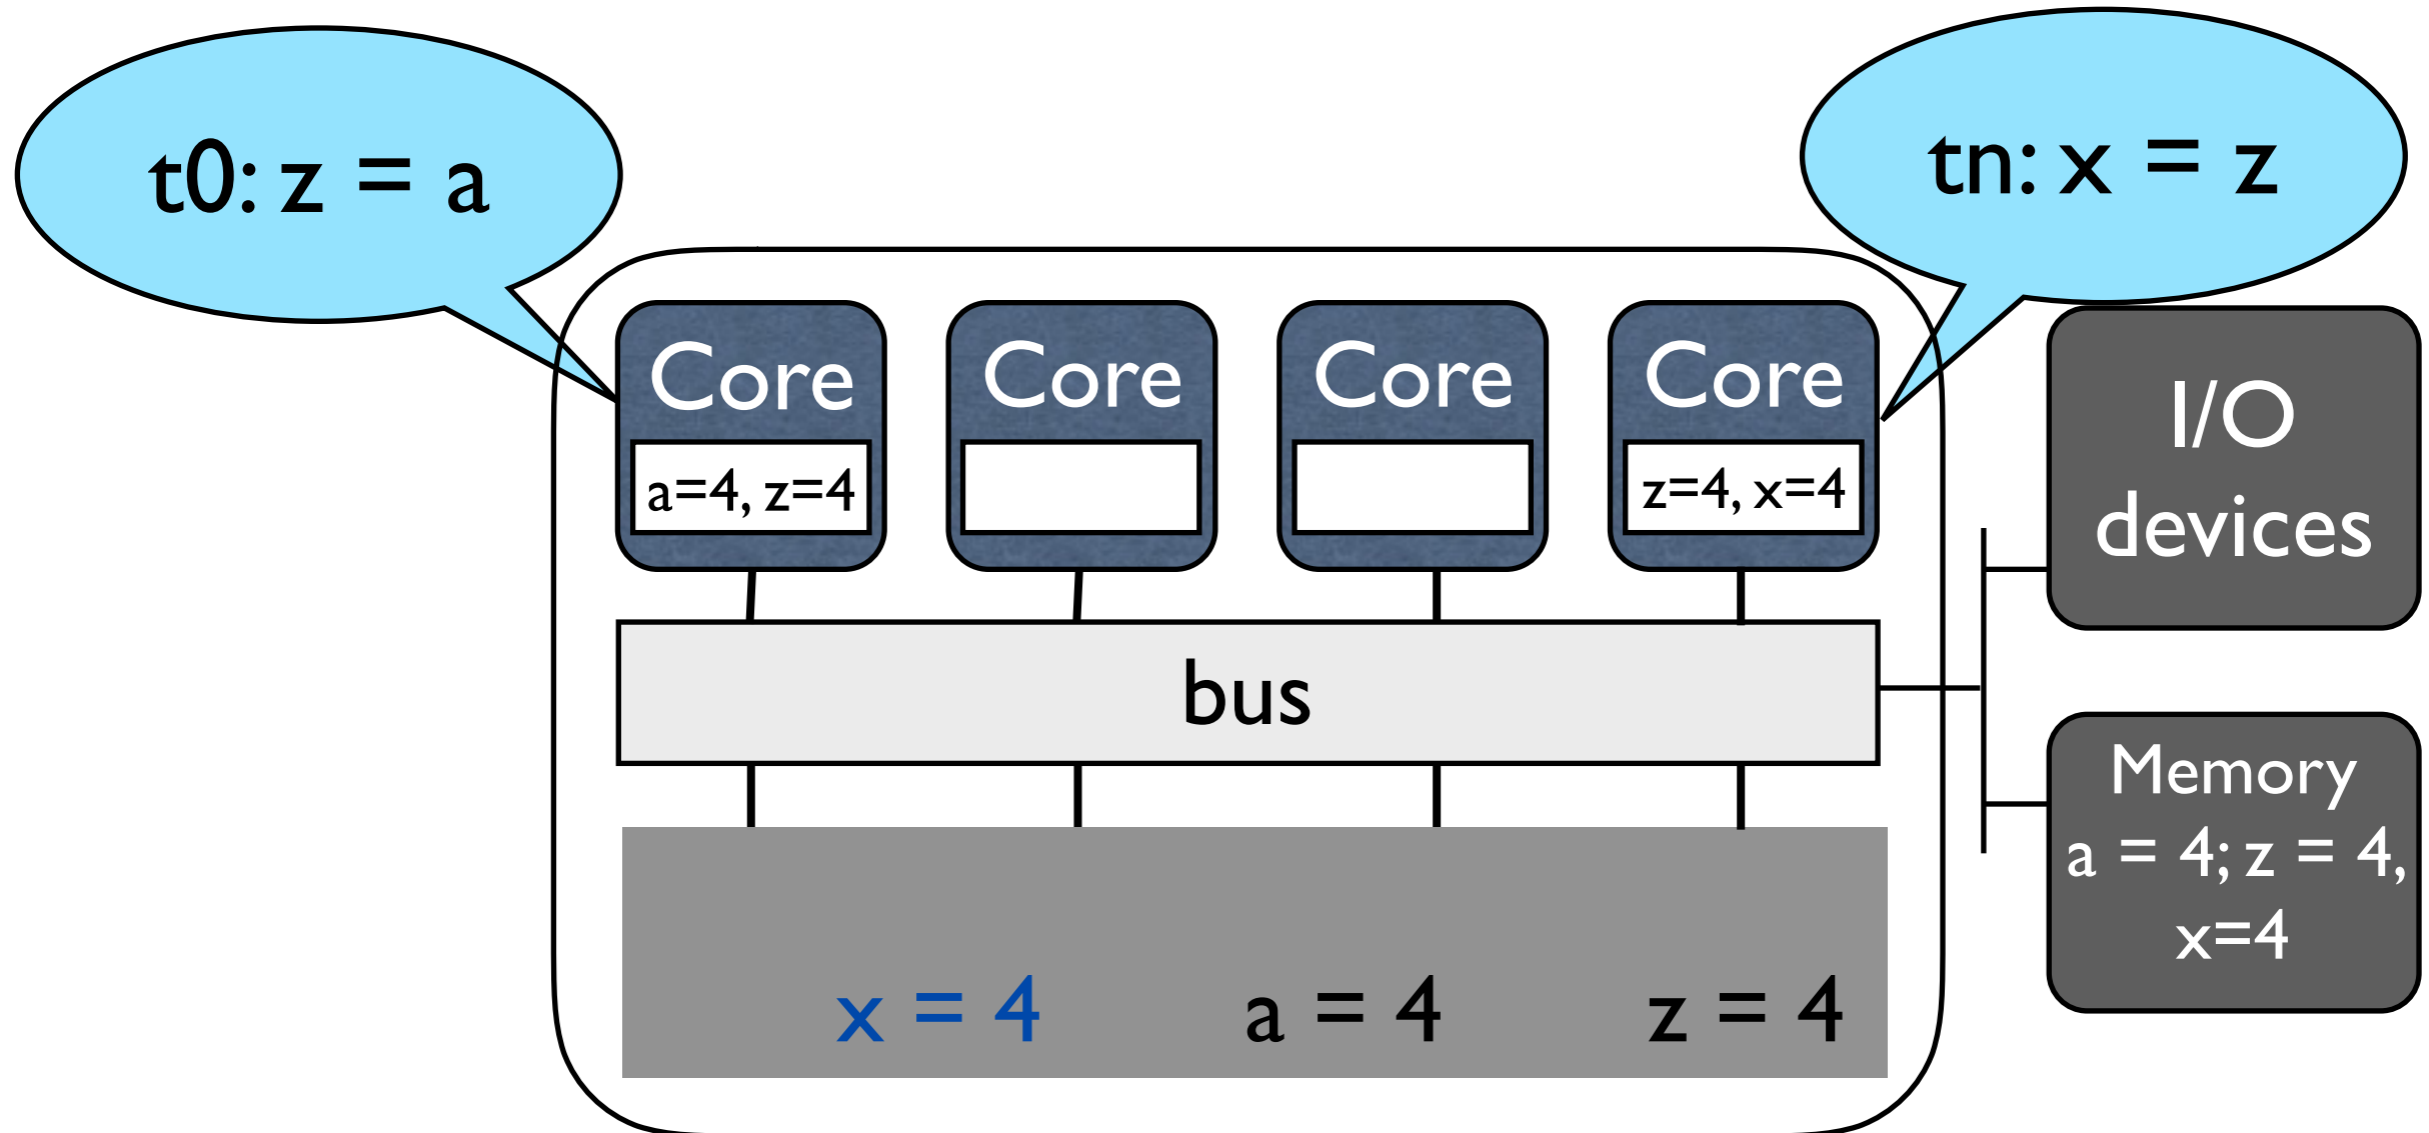 t0: z = a
tn: x = z
Core
Core
Core
Core
a=4, z=4
z=4, x=4
I/O
devices
bus
Memory
a = 4; z = 4,
x=4
x = 4
a = 4
z = 4